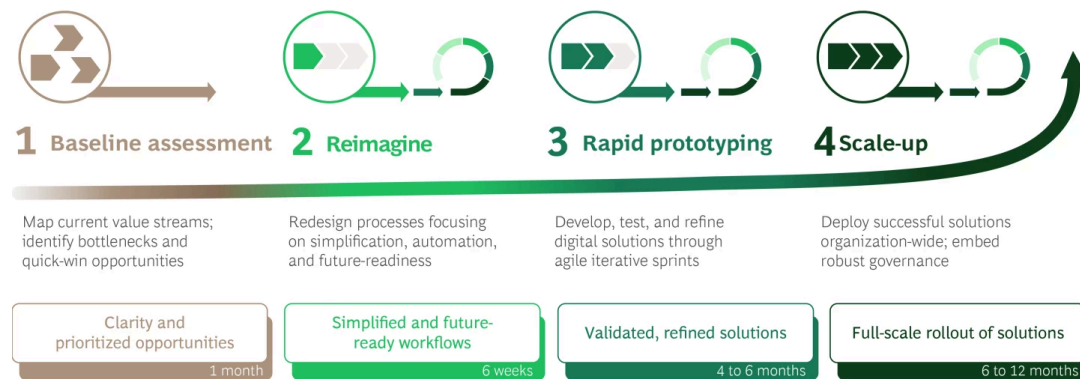 1 Baseline assessment
Map current value streams;
identify bottlenecks and
quick-win opportunities
Clarity and
prioritized opportunities
1 month
2 Reimagine
Redesign processes focusing
on simplification, automation,
and future-readiness
Simplified and future-
ready workflows
6 weeks
3 Rapid prototyping
Develop, test, and refine
digital solutions through
agile iterative sprints
Validated, refined solutions
4 to 6 months
4 Scale-up
Deploy successful solutions
organization-wide; embed
robust governance
Full-scale rollout of solutions
6 to 12 months